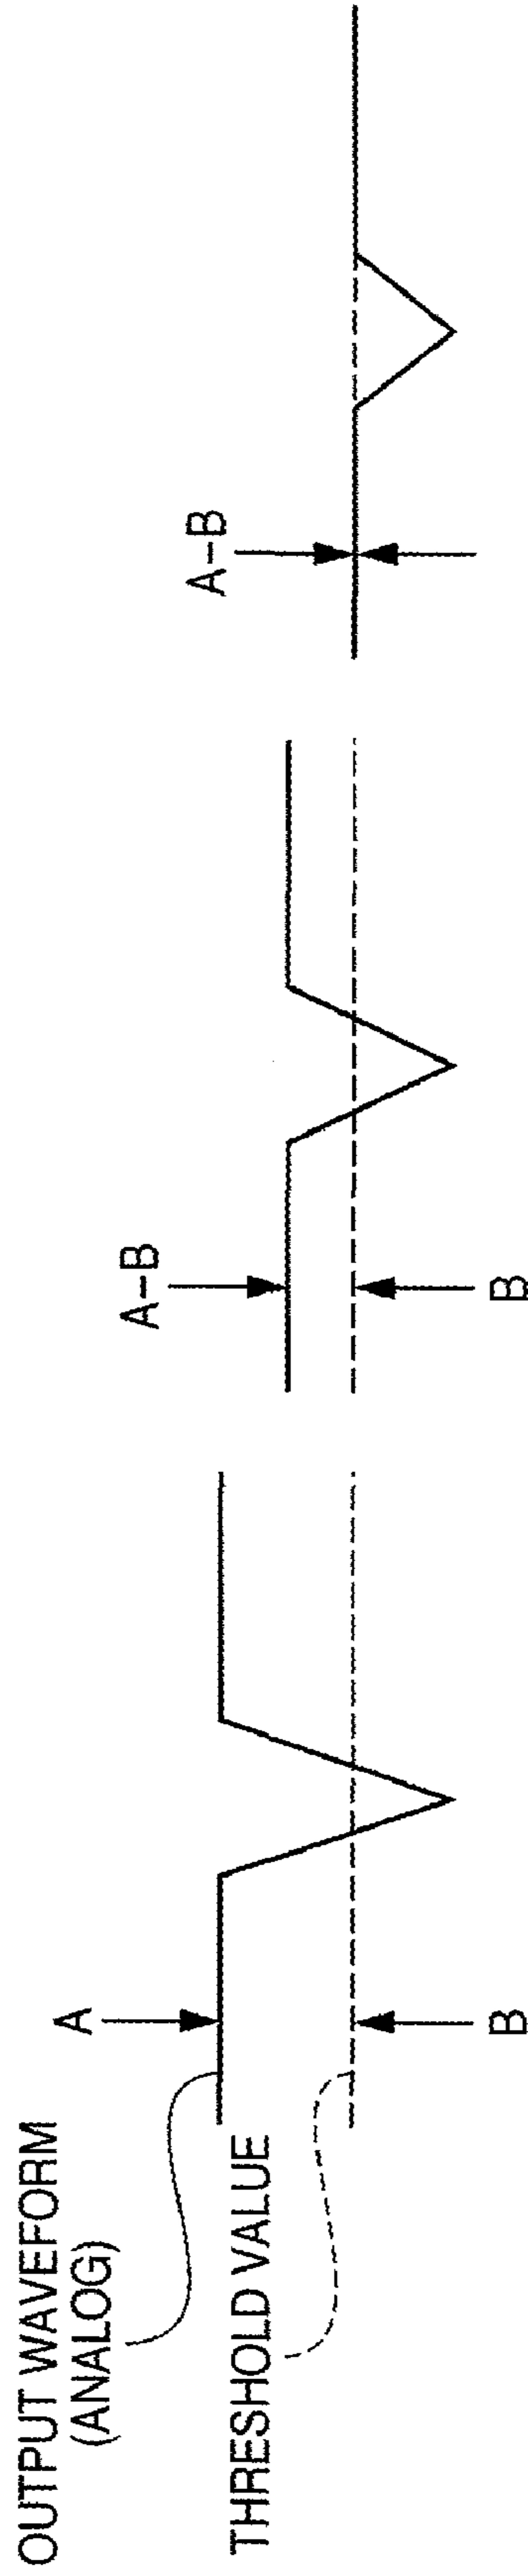 OUTPUT WAVEFORM
(ANALOG)
THRESHOLD VALUE
A
B
A-B
B
A-B